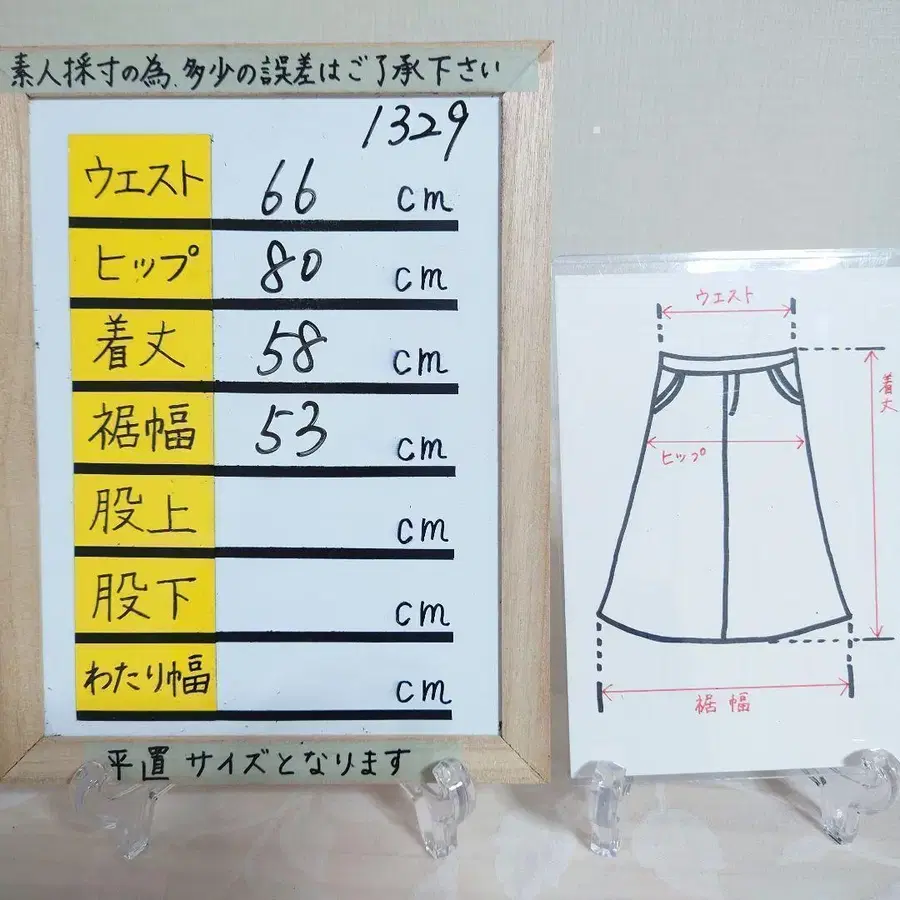 素人採寸の為、多少の誤差はご了承下さい
1329
ウエスト 66 cm
ヒップ 80 cm
着丈 58 cm
裾幅 53 cm
股上 cm
股下 cm
わたり幅 cm
平置サイズとなります
ウエスト
着丈
ヒップ
裾幅